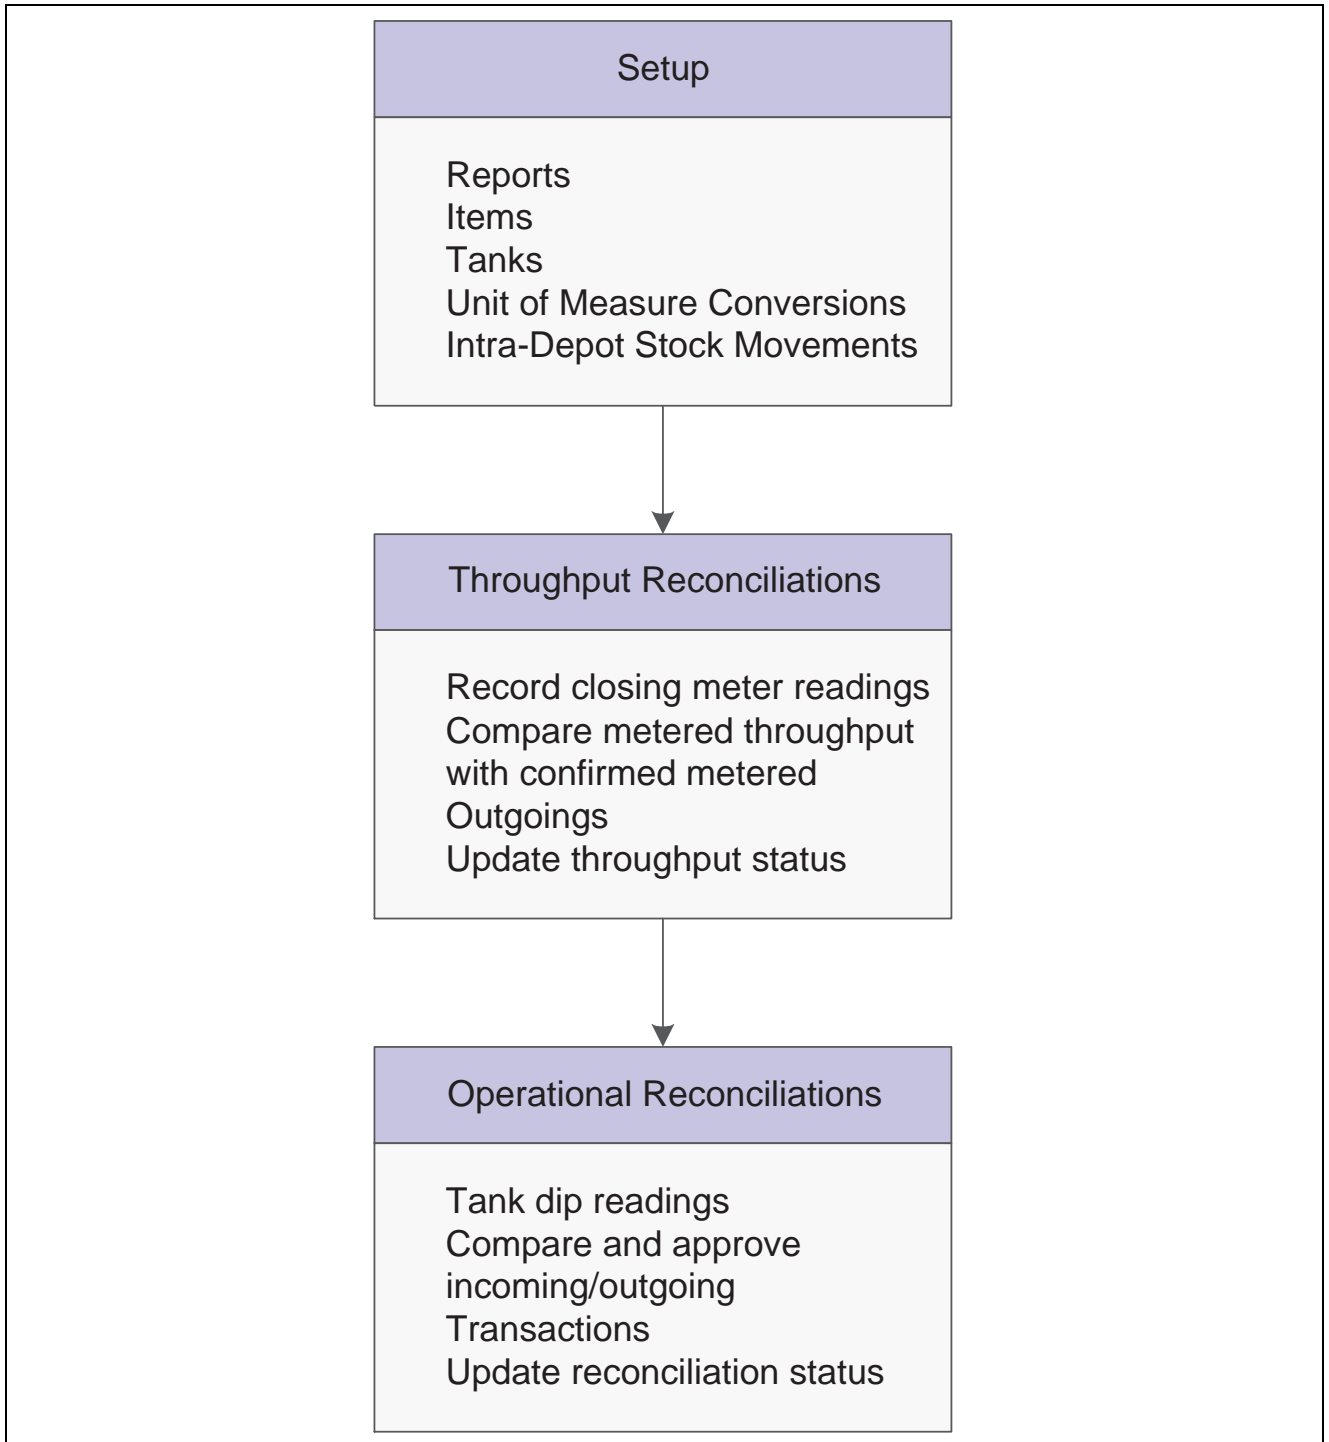 Setup
Reports
Items
Tanks
Unit of Measure Conversions
Intra-Depot Stock Movements
Throughput Reconciliations
Record closing meter readings
Compare metered throughput
with confirmed metered
Outgoings
Update throughput status
Operational Reconciliations
Tank dip readings
Compare and approve
incoming/outgoing
Transactions
Update reconciliation status